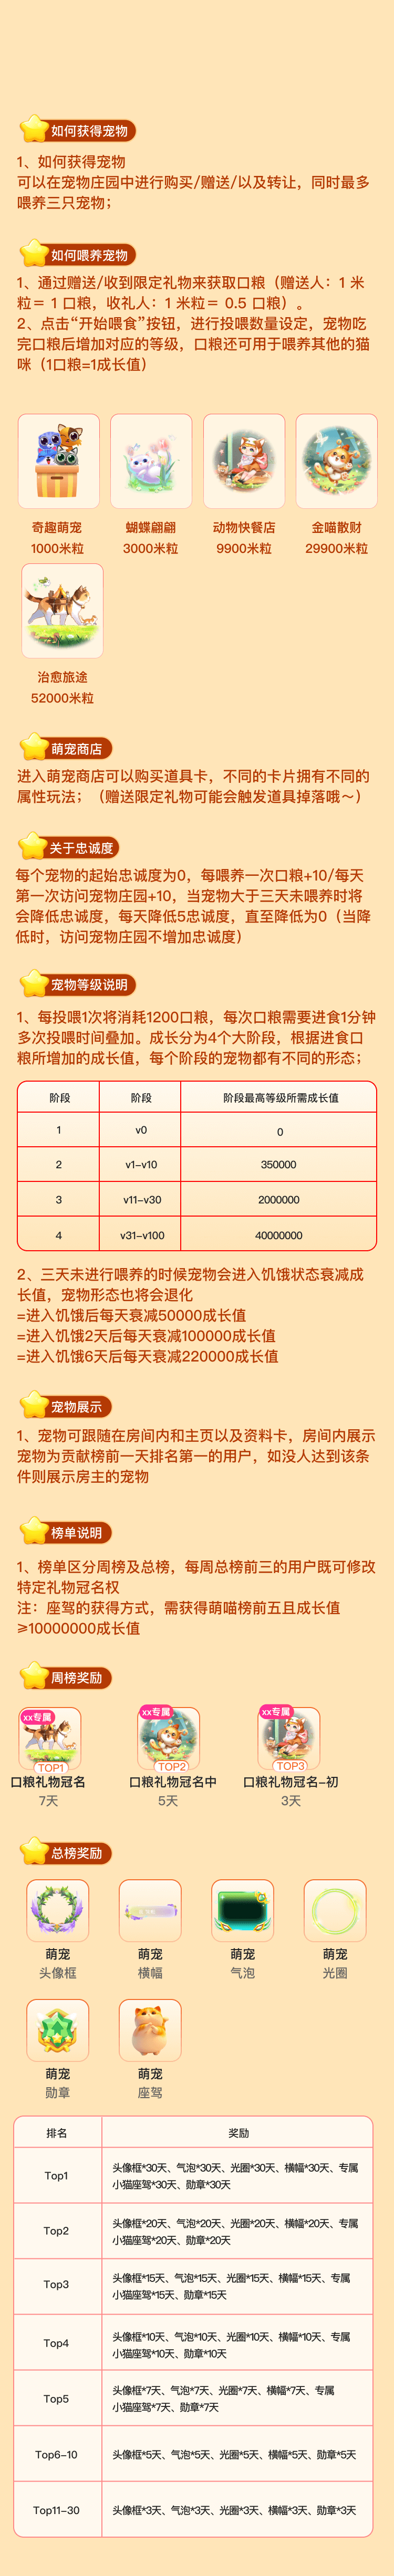 如何获得宠物
1、如何获得宠物
可以在宠物庄园中进行购买/赠送/以及转让，同时最多
喂养三只宠物；
如何喂养宠物
1、通过赠送/收到限定礼物来获取口粮（赠送人：1 米
粒＝ 1 口粮，收礼人：1 米粒＝ 0.5 口粮）。
2、点击“开始喂食”按钮，进行投喂数量设定，宠物吃
完口粮后增加对应的等级，口粮还可用于喂养其他的猫
咪（1口粮=1成长值）
奇趣萌宠 蝴蝶翩翩 动物快餐店 金喵散财
1000米粒 3000米粒 9900米粒 29900米粒
治愈旅途
52000米粒
萌宠商店
进入萌宠商店可以购买道具卡，不同的卡片拥有不同的
属性玩法；（赠送限定礼物可能会触发道具掉落哦～）
关于忠诚度
每个宠物的起始忠诚度为0，每喂养一次口粮+10/每天
第一次访问宠物庄园+10，当宠物大于三天未喂养时将
会降低忠诚度，每天降低5忠诚度，直至降低为0（当降
低时，访问宠物庄园不增加忠诚度）
宠物等级说明
1、每投喂1次将消耗1200口粮，每次口粮需要进食1分钟
多次投喂时间叠加。成长分为4个大阶段，根据进食口
粮所增加的成长值，每个阶段的宠物都有不同的形态；
阶段 阶段 阶段最高等级所需成长值
1 v0 0
2 v1-v10 350000
3 v11-v30 2000000
4 v31-v100 40000000
2、三天未进行喂养的时候宠物会进入饥饿状态衰减成
长值，宠物形态也将会退化
=进入饥饿后每天衰减50000成长值
=进入饥饿2天后每天衰减100000成长值
=进入饥饿6天后每天衰减220000成长值
宠物展示
1、宠物可跟随在房间内和主页以及资料卡，房间内展示
宠物为贡献榜前一天排名第一的用户，如没人达到该条
件则展示房主的宠物
榜单说明
1、榜单区分周榜及总榜，每周总榜前三的用户既可修改
特定礼物冠名权
注：座驾的获得方式，需获得萌喵榜前五且成长值
≥10000000成长值
周榜奖励
xx专属 xx专属 xx专属
TOP1 TOP2 TOP3
口粮礼物冠名 口粮礼物冠名中 口粮礼物冠名-初
7天 5天 3天
总榜奖励
萌宠 萌宠 萌宠 萌宠
头像框 横幅 气泡 光圈
萌宠 萌宠
勋章 座驾
排名 奖励
Top1 头像框*30天、气泡*30天、光圈*30天、横幅*30天、专属
小猫座驾*30天、勋章*30天
Top2 头像框*20天、气泡*20天、光圈*20天、横幅*20天、专属
小猫座驾*20天、勋章*20天
Top3 头像框*15天、气泡*15天、光圈*15天、横幅*15天、专属
小猫座驾*15天、勋章*15天
Top4 头像框*10天、气泡*10天、光圈*10天、横幅*10天、专属
小猫座驾*10天、勋章*10天
Top5 头像框*7天、气泡*7天、光圈*7天、横幅*7天、专属
小猫座驾*7天、勋章*7天
Top6-10 头像框*5天、气泡*5天、光圈*5天、横幅*5天、勋章*5天
Top11-30 头像框*3天、气泡*3天、光圈*3天、横幅*3天、勋章*3天